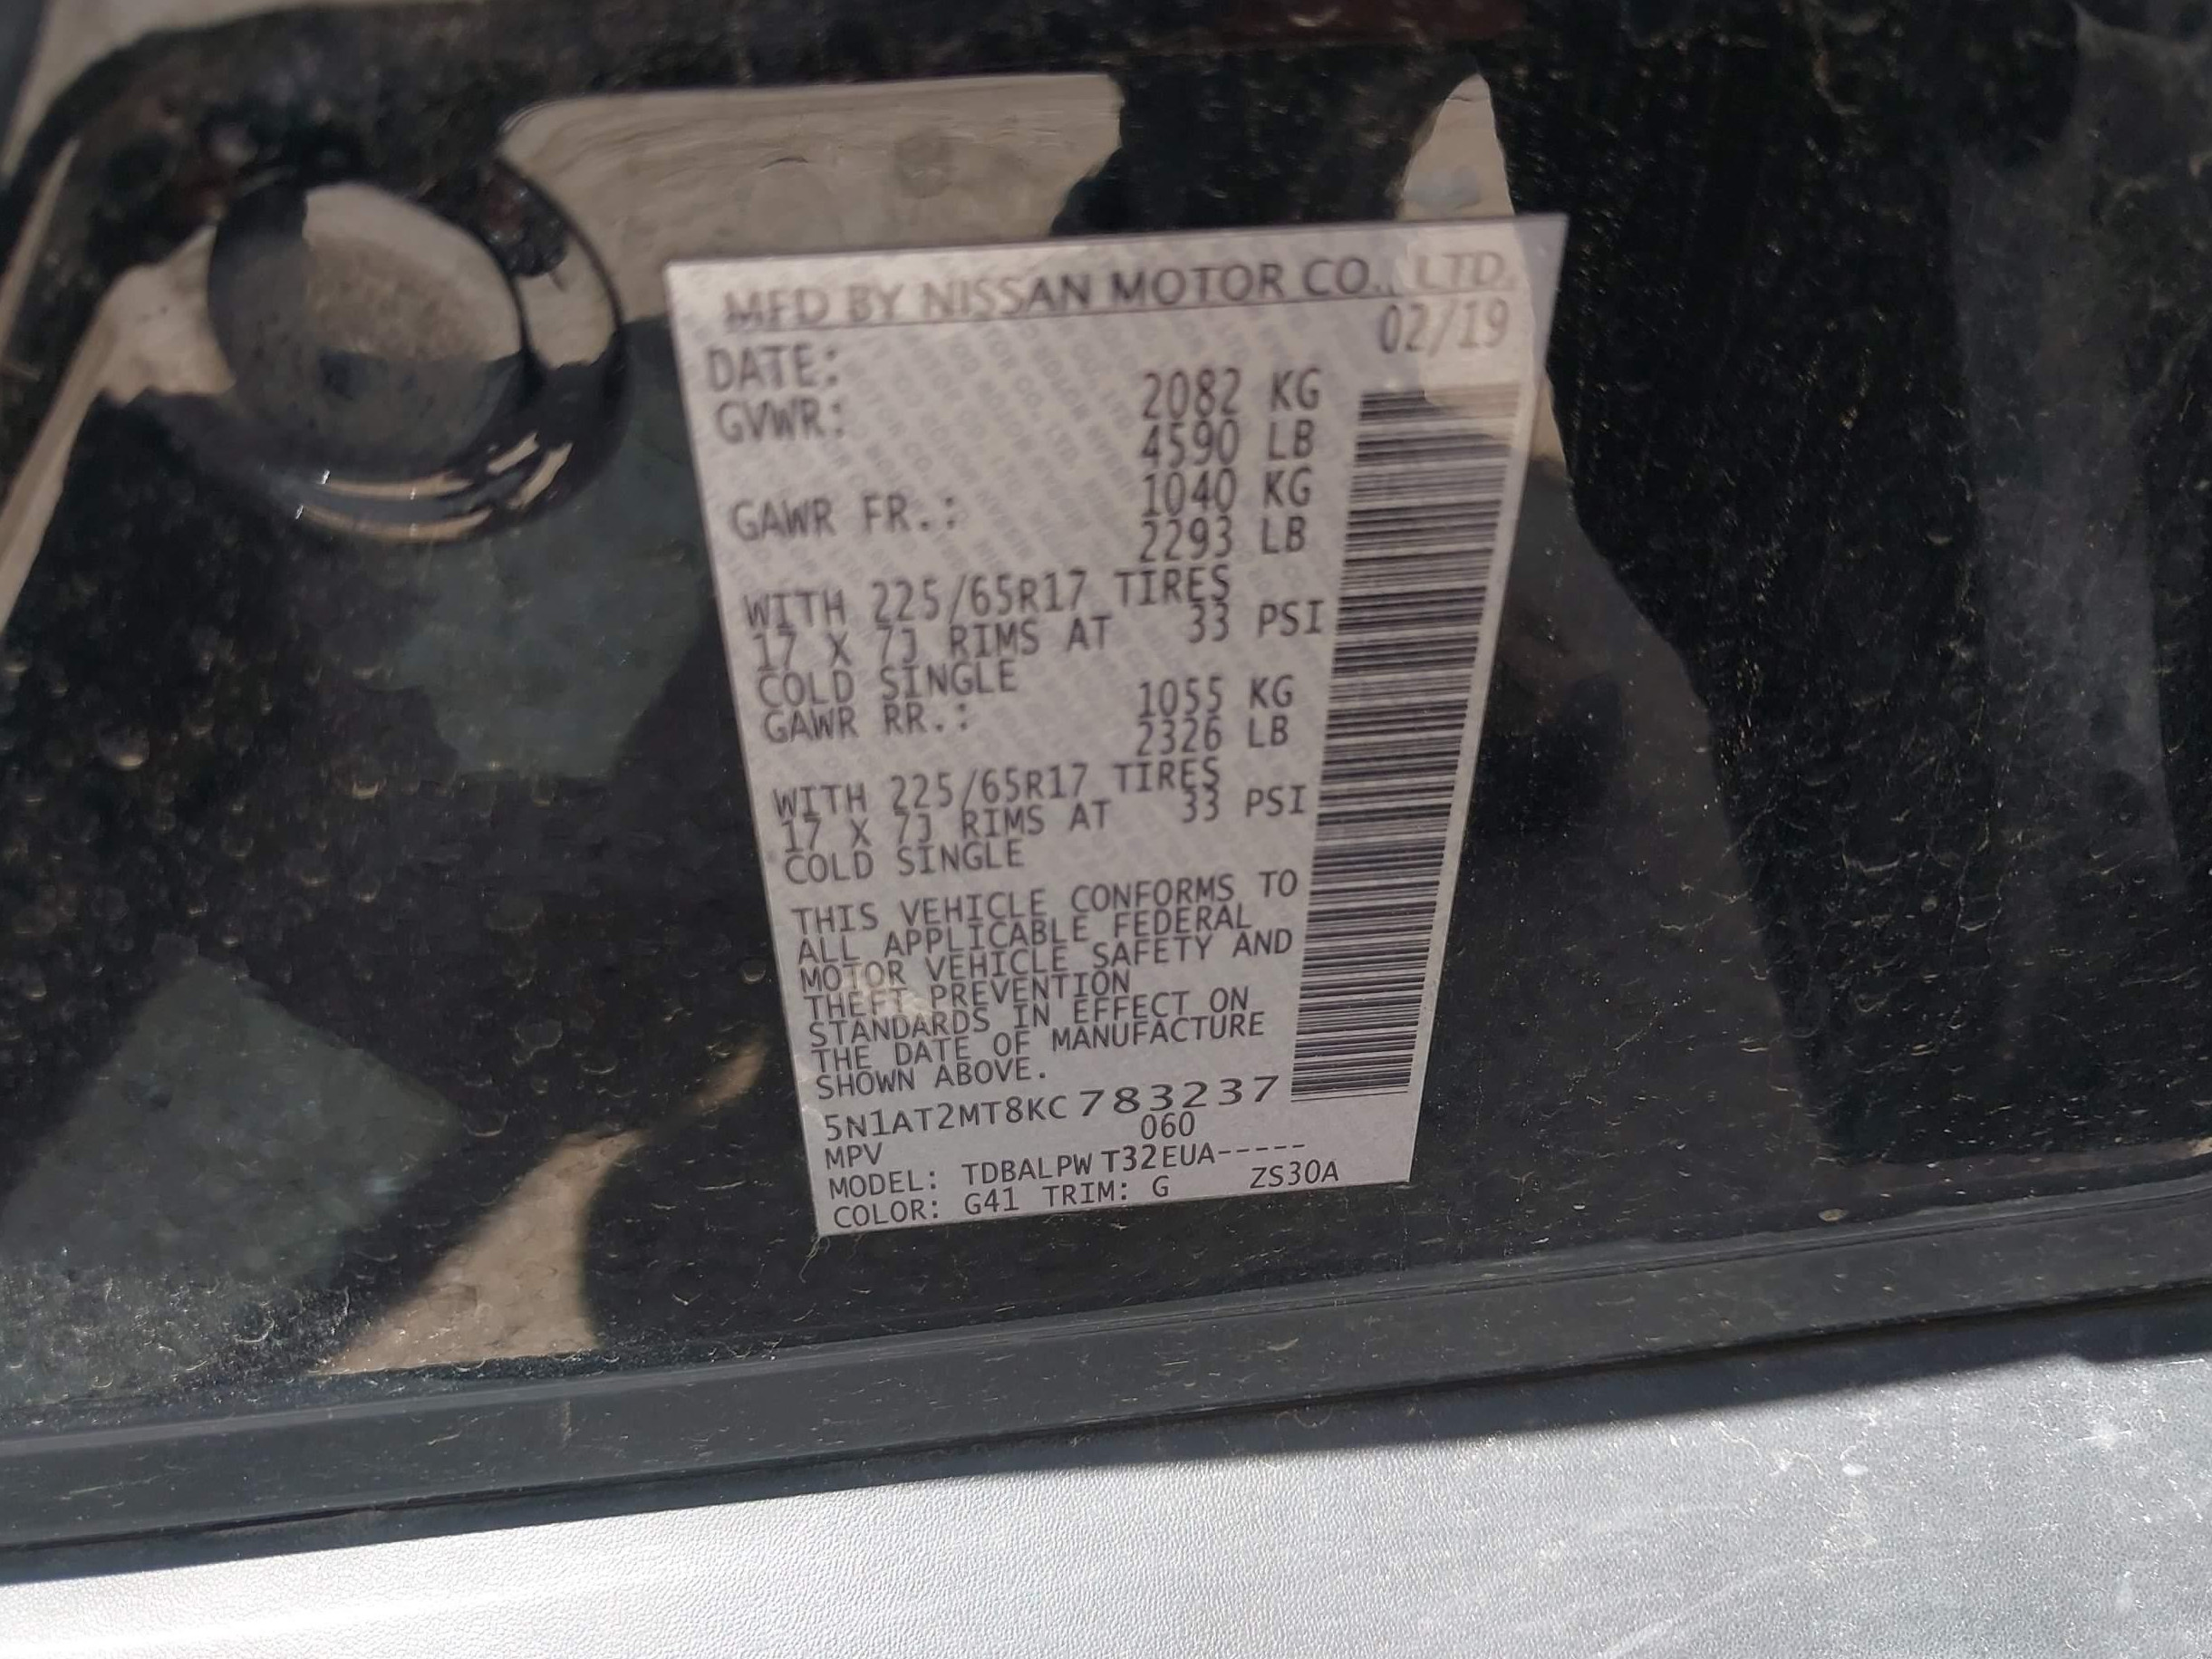 MFD BY NISSAN MOTOR CO., LTD.
DATE: 02/19
GVWR: 2082 KG
4590 LB
GAWR FR.: 1040 KG
2293 LB
WITH 225/65R17 TIRES
17 X 7J RIMS AT 33 PSI
COLD SINGLE
GAWR RR.: 1055 KG
2326 LB
WITH 225/65R17 TIRES
17 X 7J RIMS AT 33 PSI
COLD SINGLE
THIS VEHICLE CONFORMS TO
ALL APPLICABLE FEDERAL
MOTOR VEHICLE SAFETY AND
THEFT PREVENTION
STANDARDS IN EFFECT ON
THE DATE OF MANUFACTURE
SHOWN ABOVE.
5N1AT2MT8KC783237
MPV 060
MODEL: TDBALPWT32EUA-----
COLOR: G41 TRIM: G ZS30A